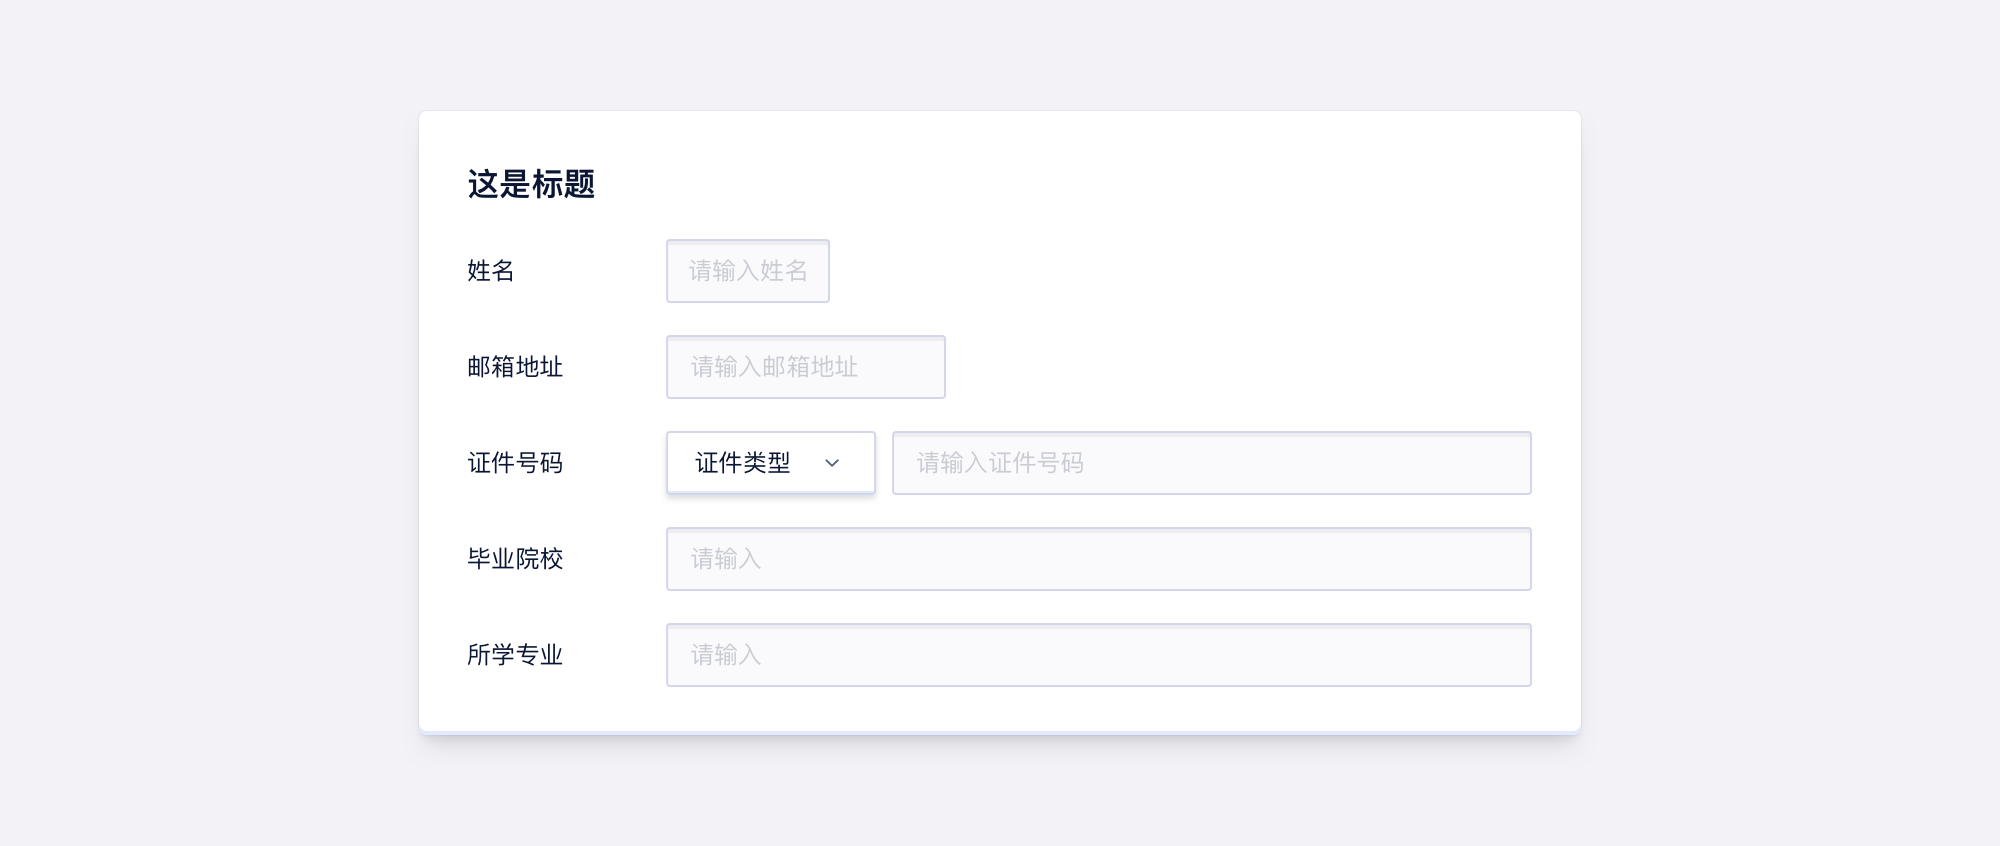 这是标题
姓名 请输入姓名
邮箱地址 请输入邮箱地址
证件号码 证件类型 请输入证件号码
毕业院校 请输入
所学专业 请输入